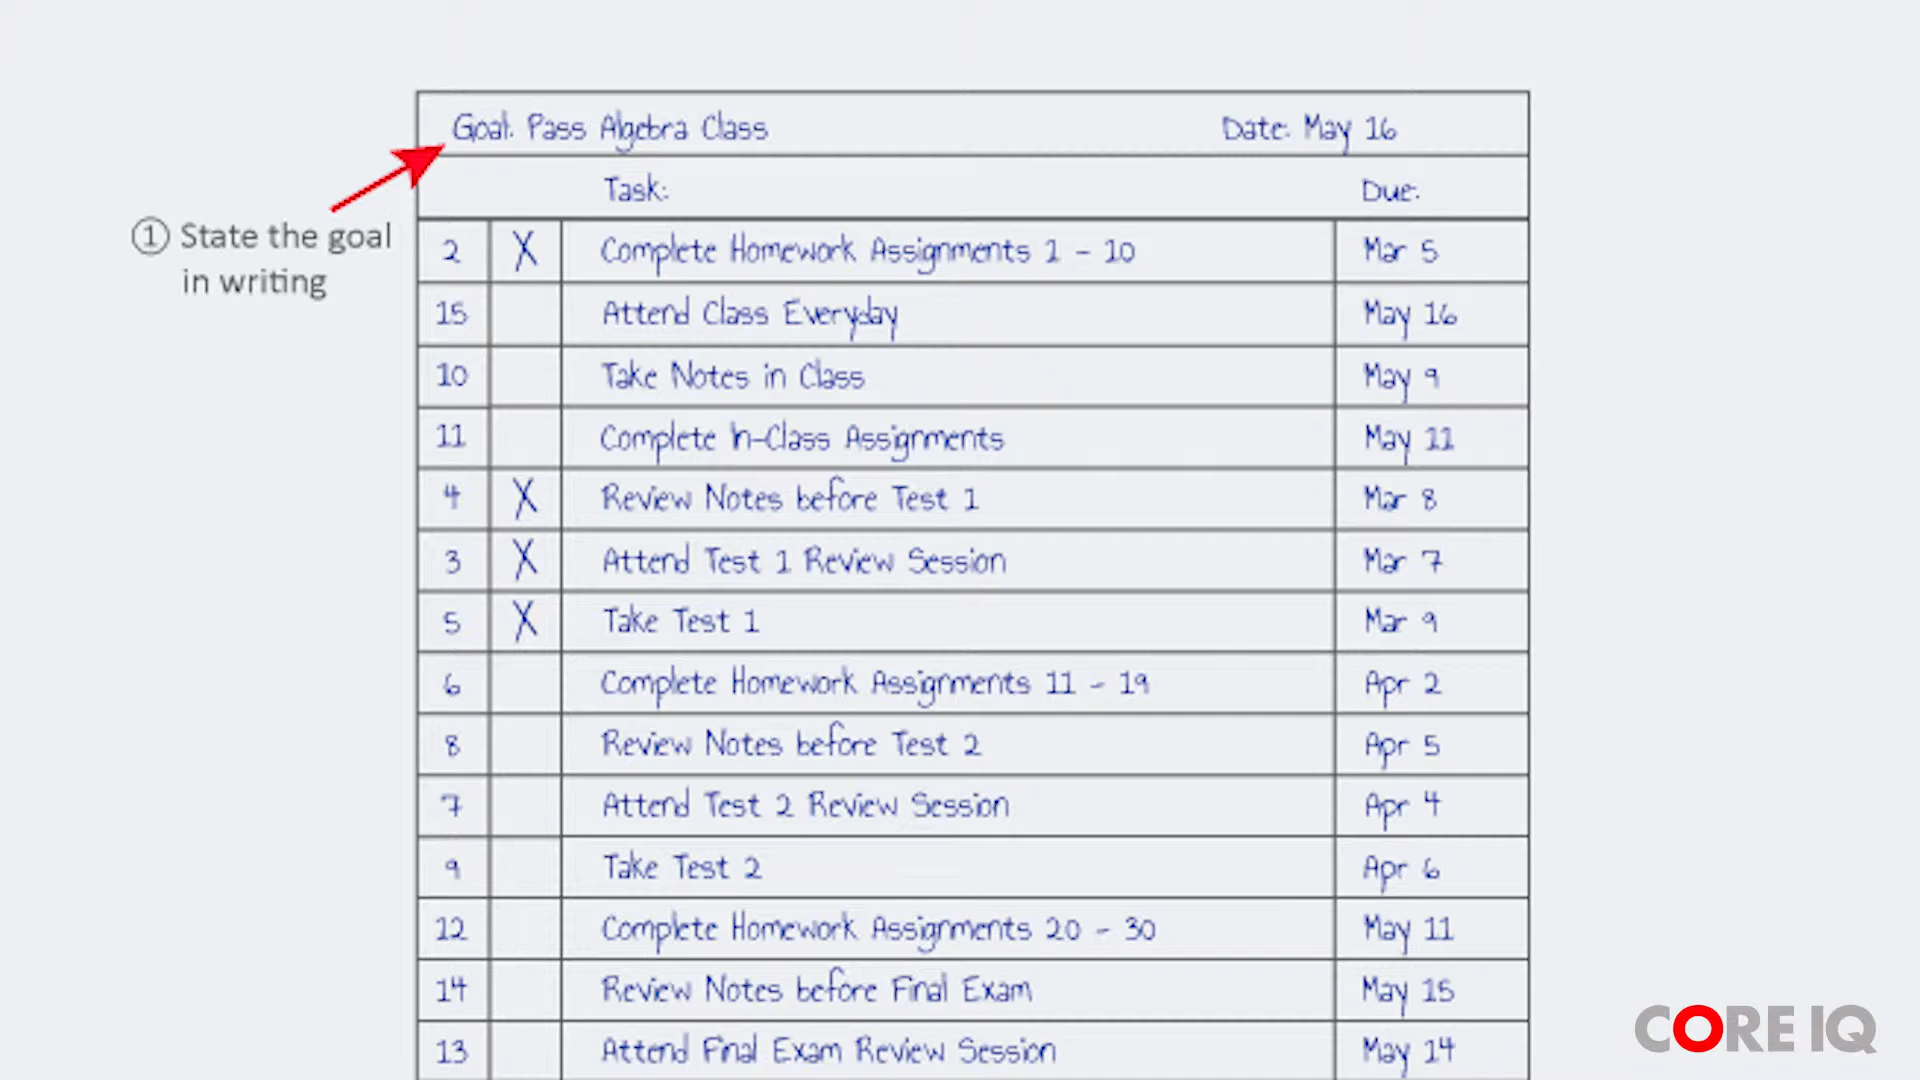 Goal: Pass Algebra Class Date: May 16
Task: Due:
① State the goal
in writing
2 X Complete Homework Assignments 1 - 10 Mar 5
15 Attend Class Everyday May 16
10 Take Notes in Class May 9
11 Complete In-Class Assignments May 11
4 X Review Notes before Test 1 Mar 8
3 X Attend Test 1 Review Session Mar 7
5 X Take Test 1 Mar 9
6 Complete Homework Assignments 11 - 19 Apr 2
8 Review Notes before Test 2 Apr 5
7 Attend Test 2 Review Session Apr 4
9 Take Test 2 Apr 6
12 Complete Homework Assignments 20 - 30 May 11
14 Review Notes before Final Exam May 15
13 Attend Final Exam Review Session May 14
CORE IQ